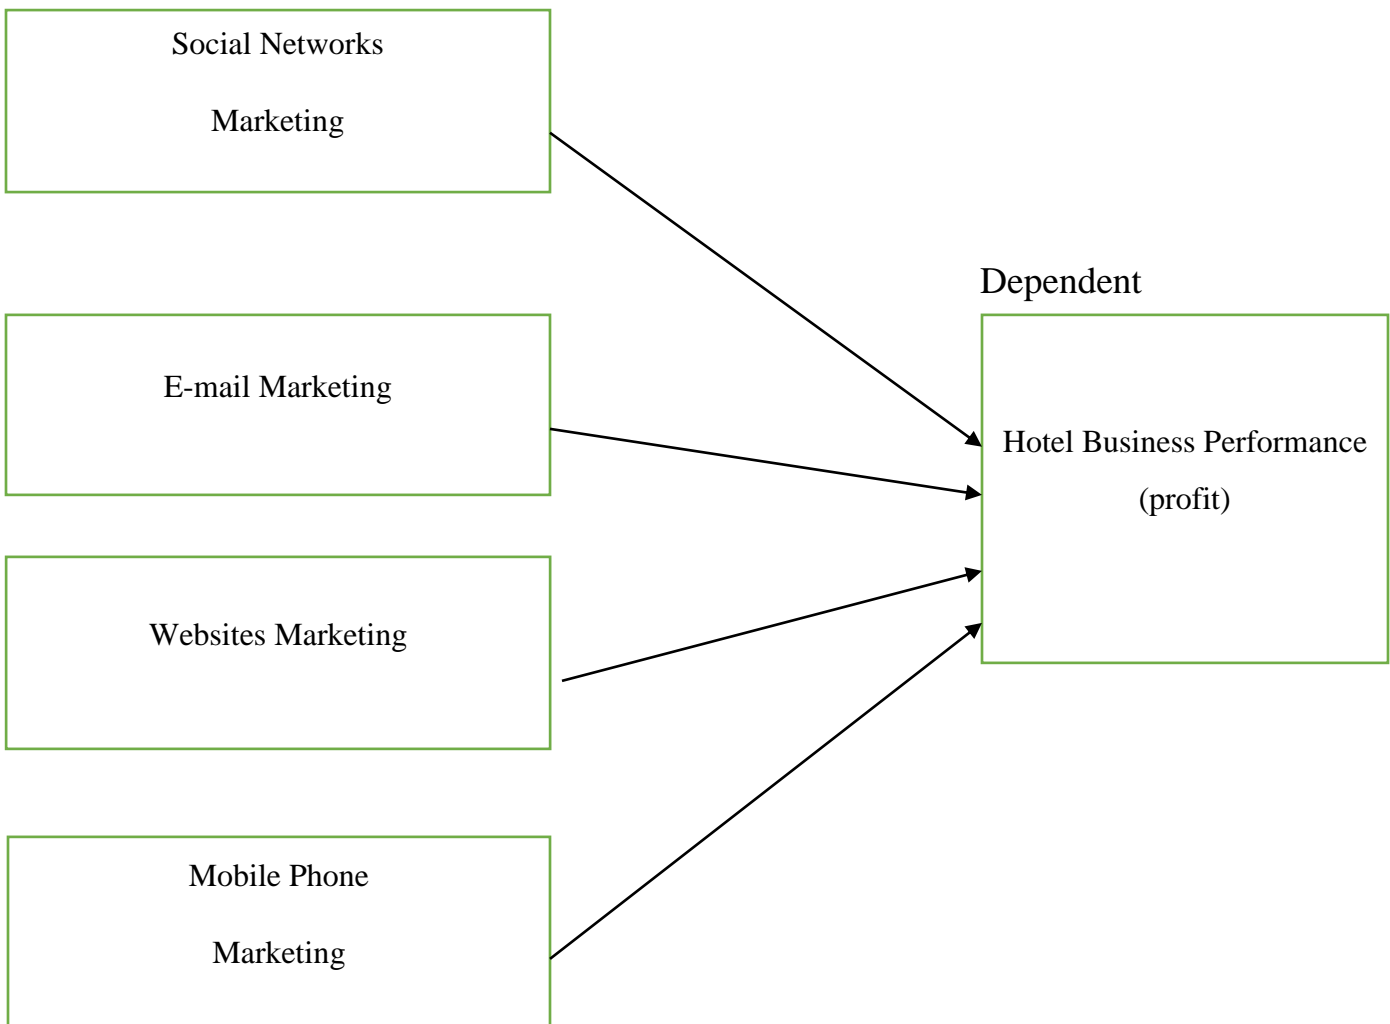 Social Networks
Marketing
E-mail Marketing
Websites Marketing
Mobile Phone
Marketing
Dependent
Hotel Business Performance
(profit)